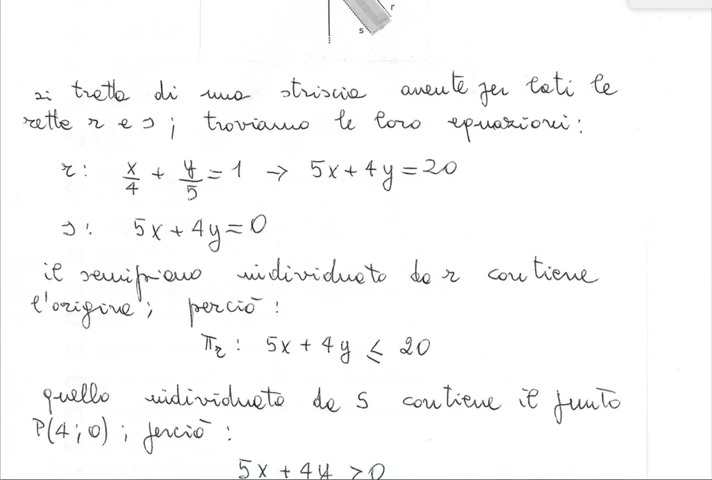 r
s
si tratta di una striscia avente per lati le
rette r e s; troviamo le loro equazioni:
r: x/4 + y/5 = 1 → 5x + 4y = 20
s: 5x + 4y = 0
il semipiano individuato da r contiene
l'origine; perciò:
π_r: 5x + 4y ≤ 20
quello individuato da s contiene il punto
P(4;0); perciò:
5x + 4y > 0